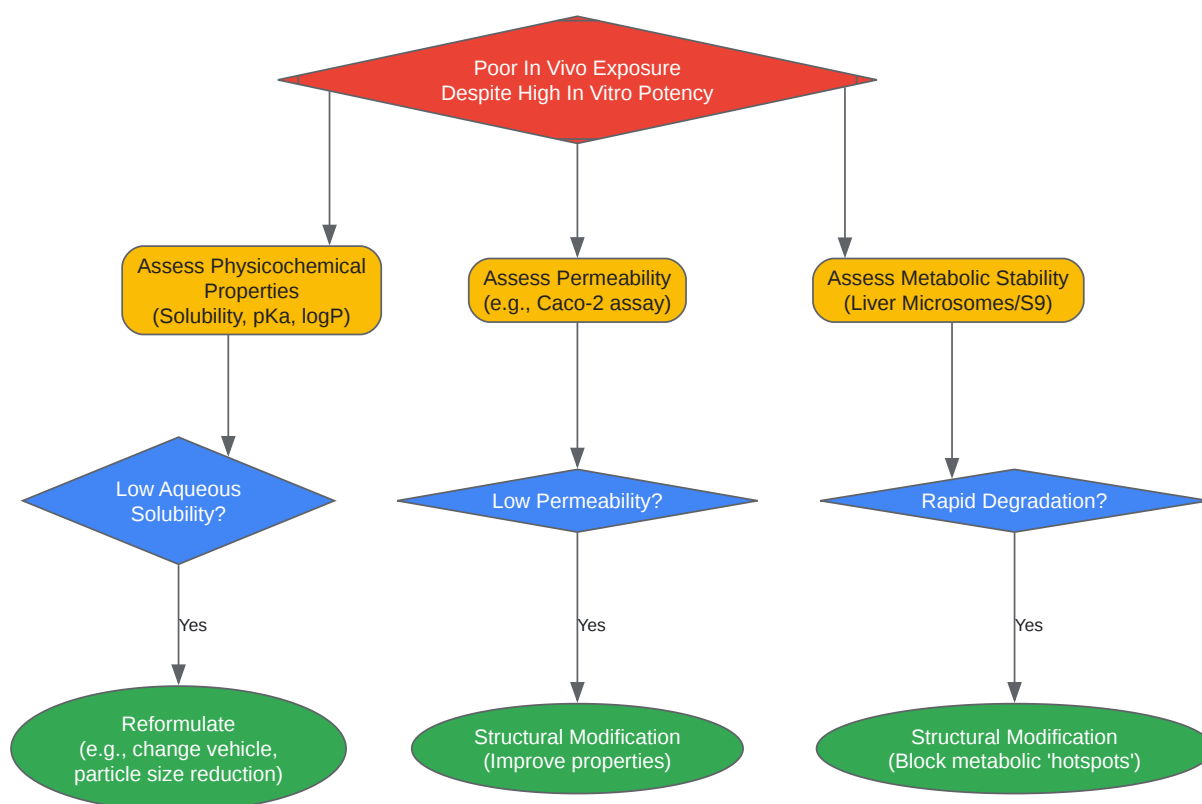 Poor In Vivo Exposure
Despite High In Vitro Potency
Assess Physicochemical
Properties
(Solubility, pKa, logP)
Assess Permeability
(e.g., Caco-2 assay)
Assess Metabolic Stability
(Liver Microsomes/S9)
Low Aqueous
Solubility?
Low Permeability?
Rapid Degradation?
Yes
Yes
Yes
Reformulate
(e.g., change vehicle,
particle size reduction)
Structural Modification
(Improve properties)
Structural Modification
(Block metabolic 'hotspots')